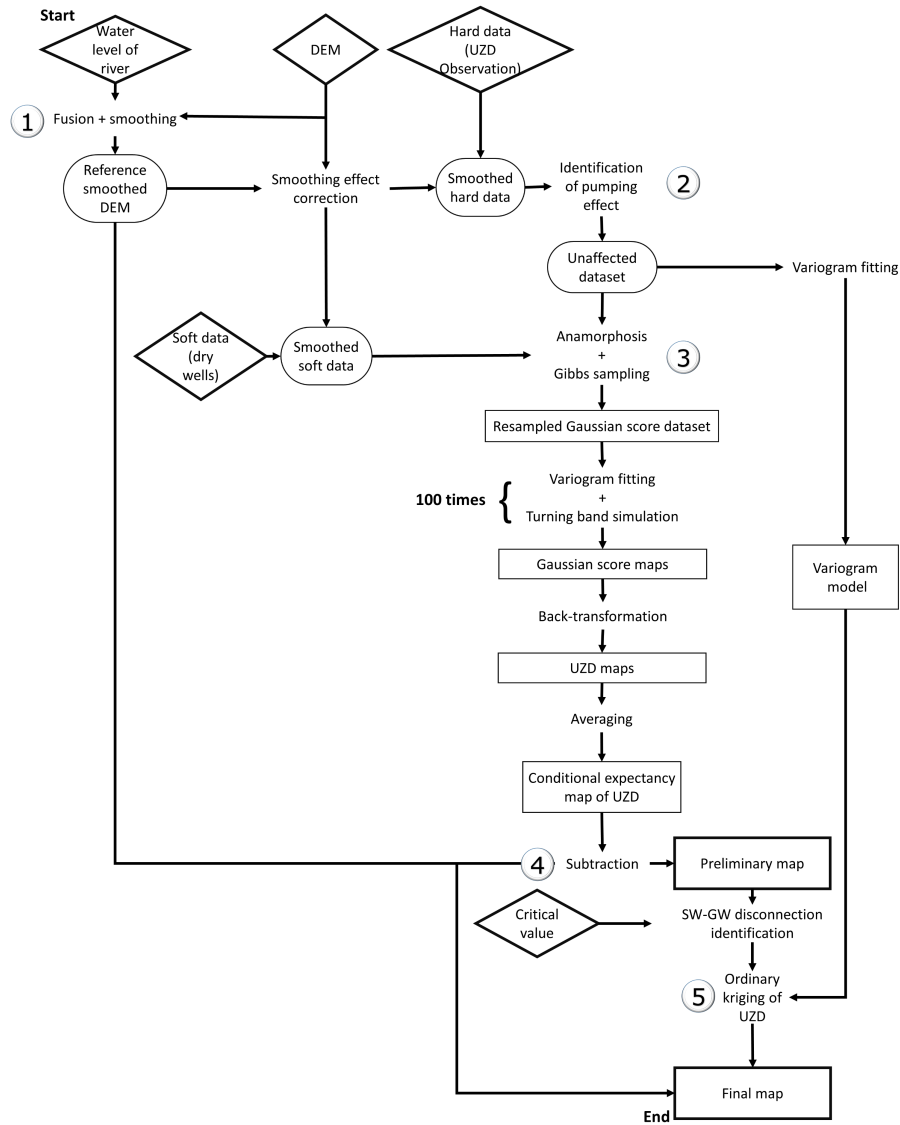 Start
Water
level of
river
DEM
Hard data
(UZD
Observation)
1
Fusion + smoothing
Reference
smoothed
DEM
Smoothing effect
correction
Smoothed
hard data
Identification
of pumping
effect
2
Unaffected
dataset
Variogram fitting
Soft data
(dry
wells)
Smoothed
soft data
Anamorphosis
+
Gibbs sampling
3
Resampled Gaussian score dataset
100 times {
Variogram fitting
+
Turning band simulation
Gaussian score maps
Variogram
model
Back-transformation
UZD maps
Averaging
Conditional expectancy
map of UZD
4
Subtraction
Preliminary map
Critical
value
SW-GW disconnection
identification
5
Ordinary
kriging of
UZD
Final map
End